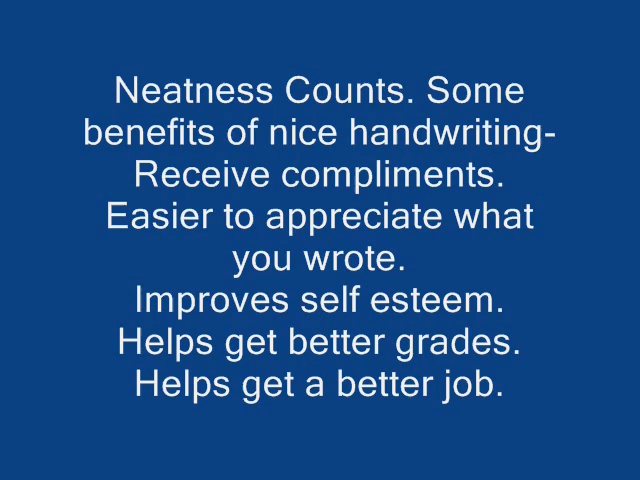 Neatness Counts. Some
benefits of nice handwriting-
Receive compliments.
Easier to appreciate what
you wrote.
Improves self esteem.
Helps get better grades.
Helps get a better job.